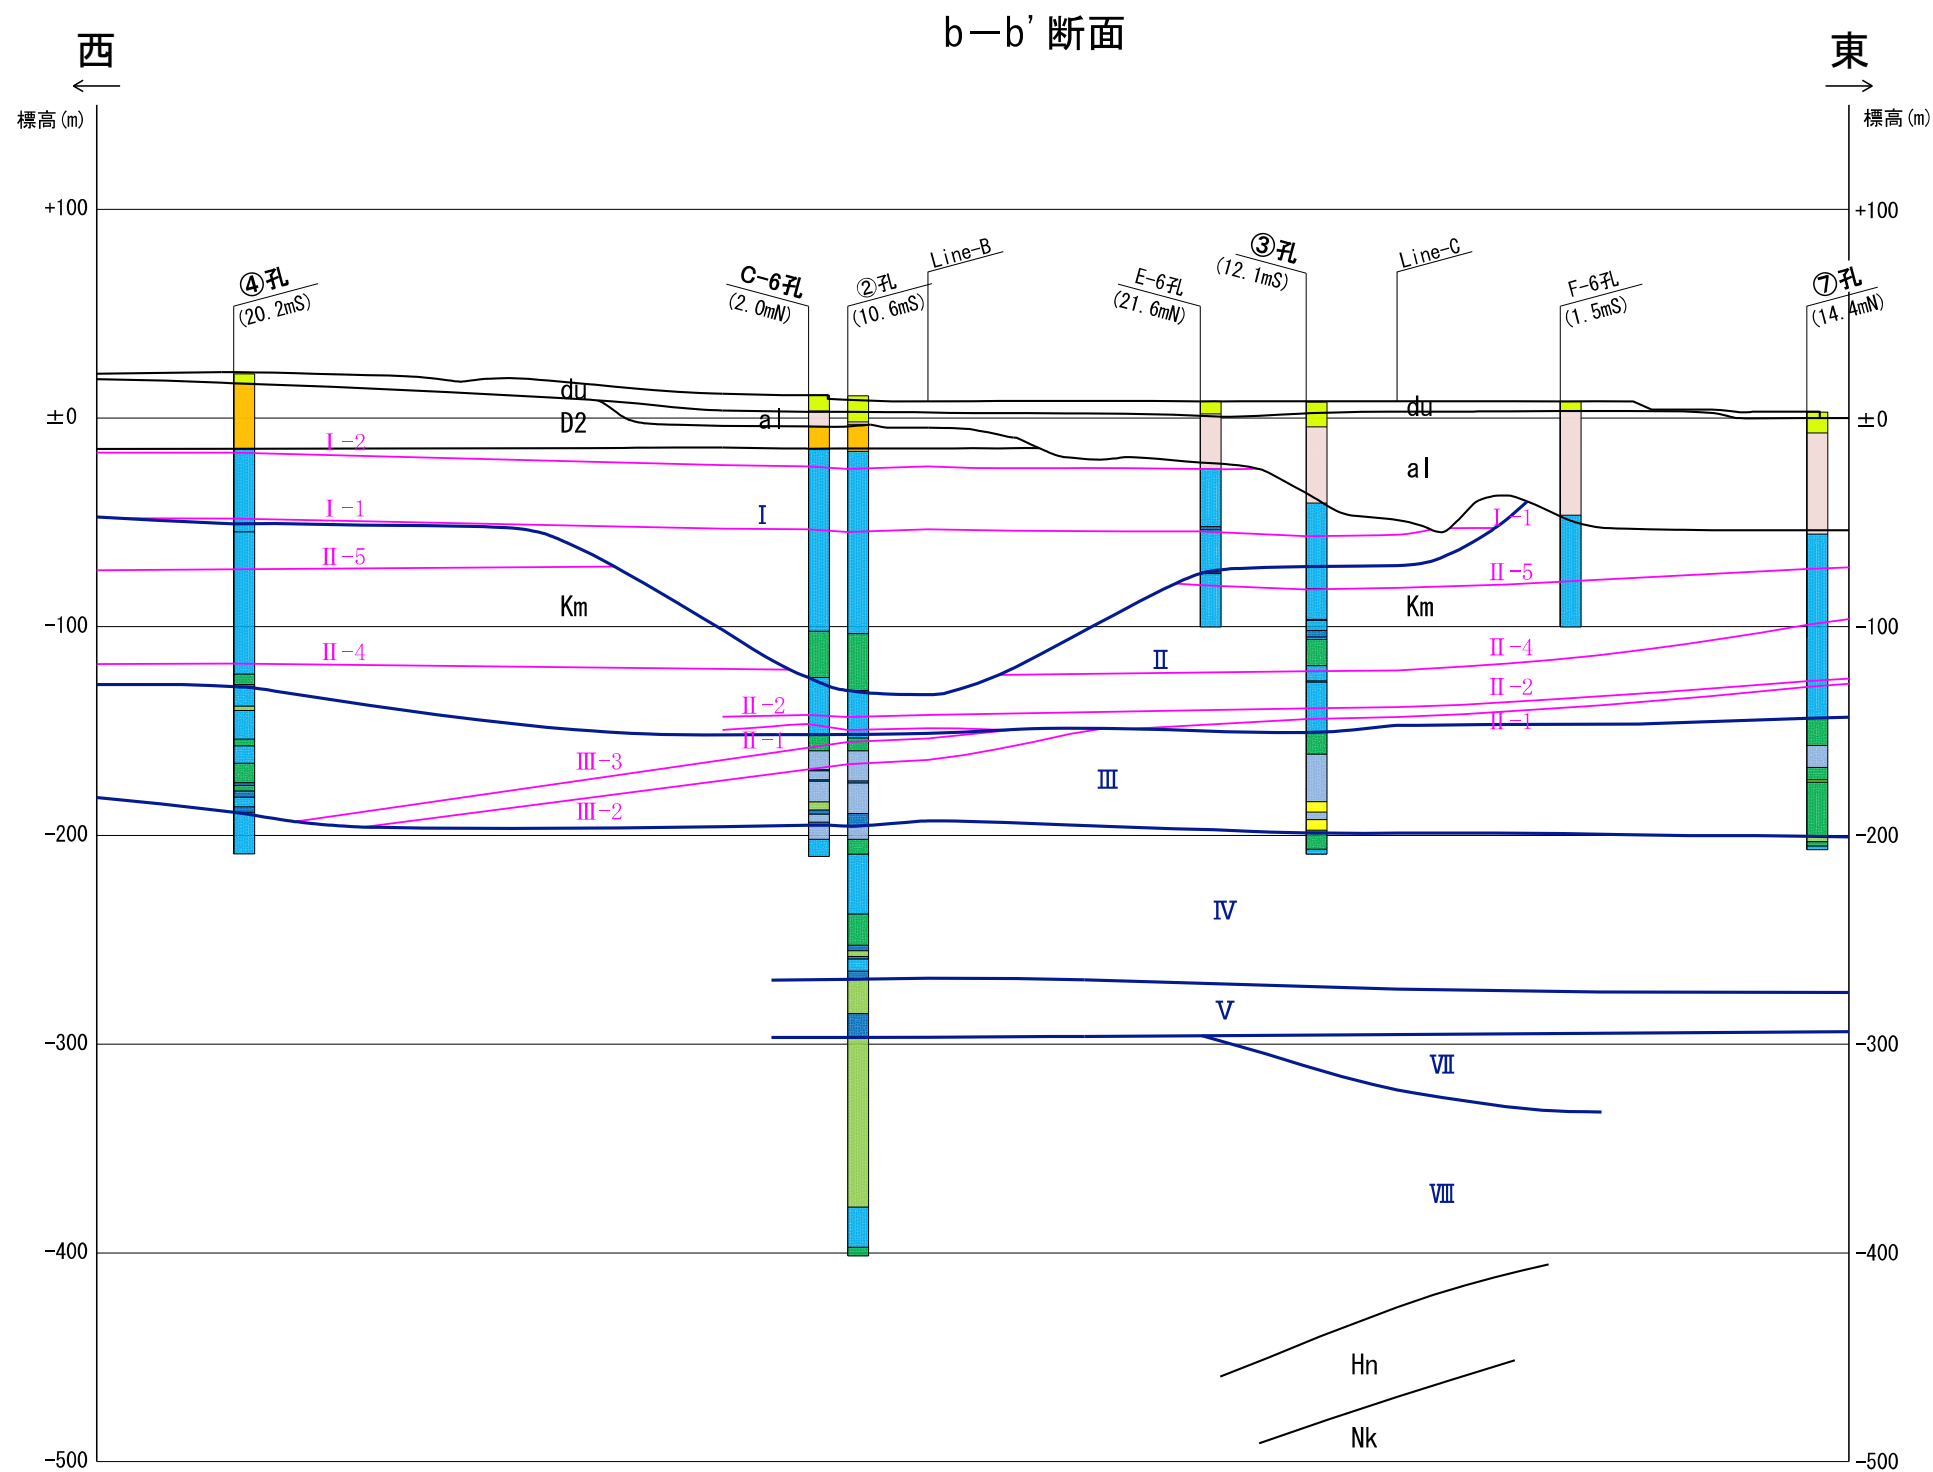 b－b’断面
西
東
標高(m)
標高(m)
+100
+100
④孔
(20.2mS)
C-6孔
(2.0mN)
②孔
(10.6mS)
Line-B
E-6孔
(21.6mN)
③孔
(12.1mS)
Line-C
F-6孔
(1.5mS)
⑦孔
(14.4mN)
du
du
±0
±0
D2
al
al
Ⅰ-2
Ⅰ-1
Ⅰ
Ⅰ-1
Ⅱ-5
Ⅱ-5
Km
Km
-100
-100
Ⅱ-4
Ⅱ
Ⅱ-4
Ⅱ-2
Ⅱ-2
Ⅱ-1
Ⅱ-1
Ⅲ-3
Ⅲ
Ⅲ-2
-200
-200
Ⅳ
Ⅴ
-300
-300
Ⅶ
Ⅷ
-400
-400
Hn
Nk
-500
-500